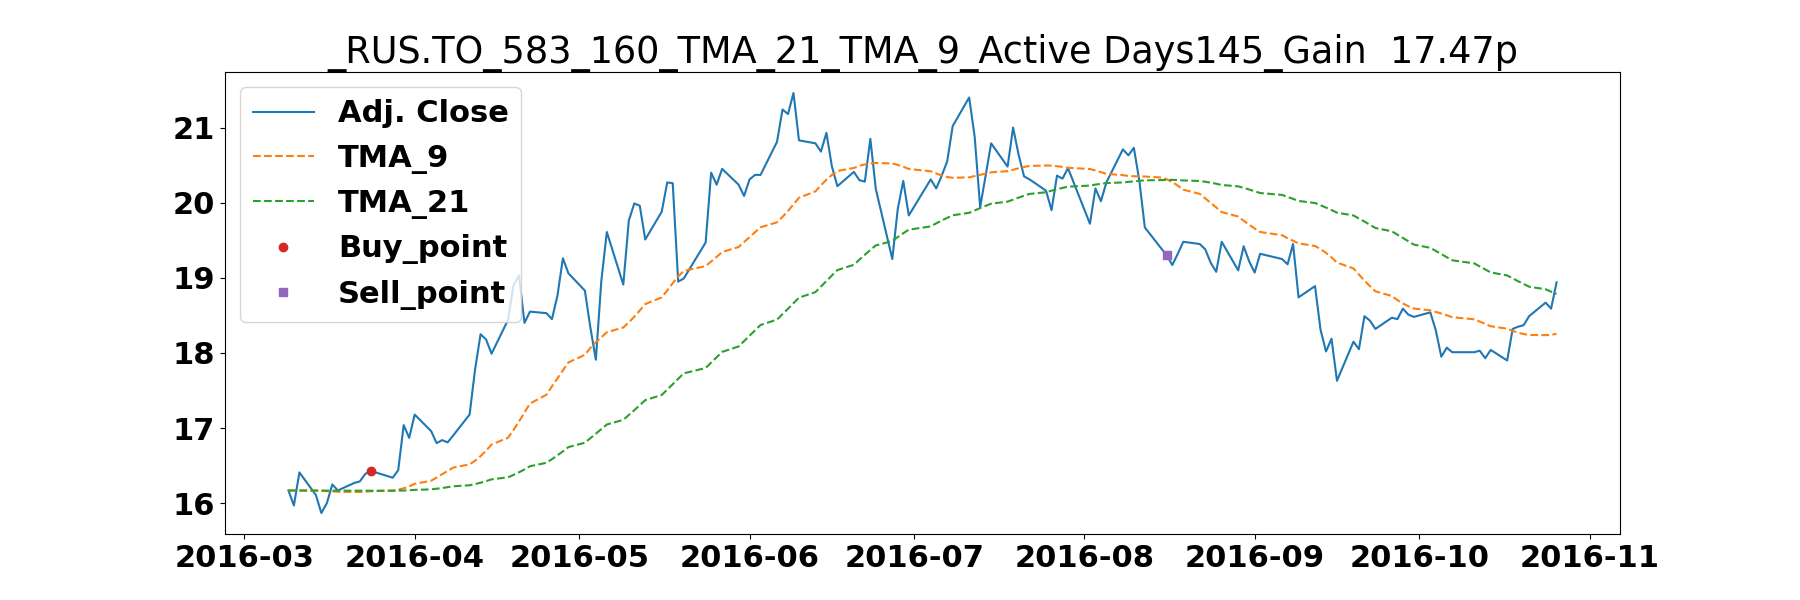 _RUS.TO_583_160_TMA_21_TMA_9_Active Days145_Gain  17.47p
Adj. Close
TMA_9
TMA_21
Buy_point
Sell_point
21
20
19
18
17
16
2016-03 2016-04 2016-05 2016-06 2016-07 2016-08 2016-09 2016-10 2016-11